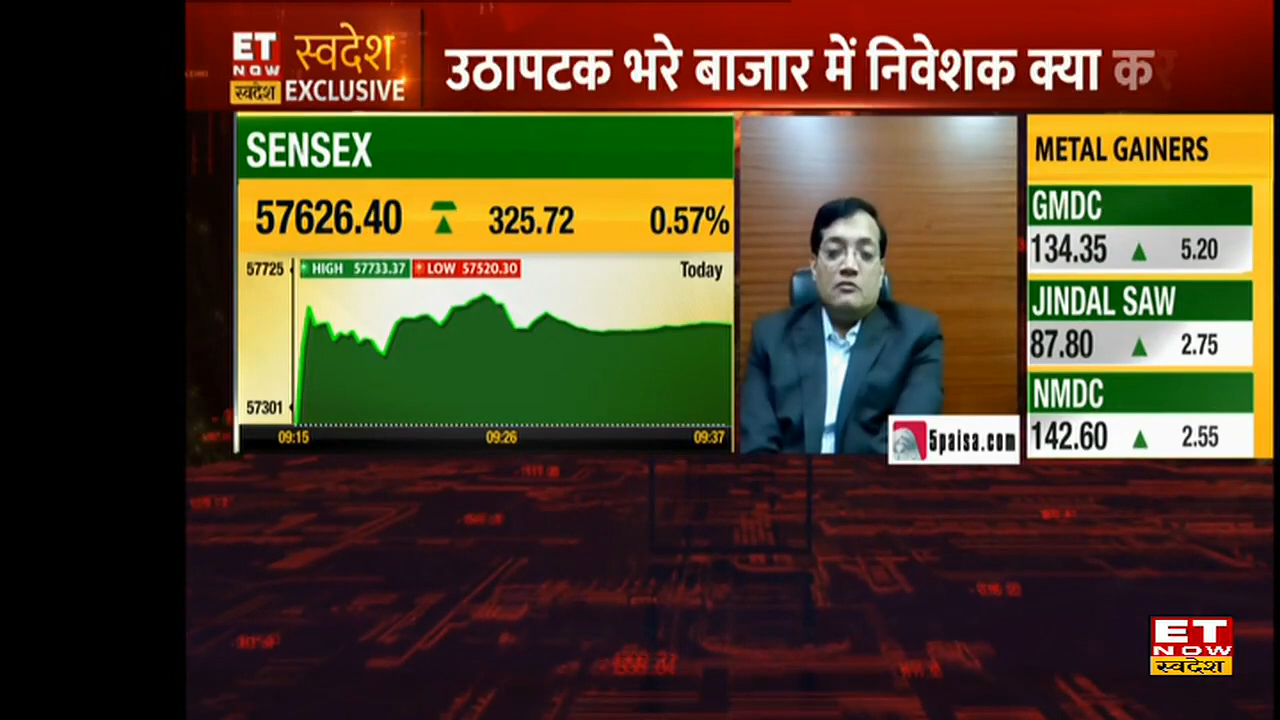 ET
NOW
स्वदेश
स्वदेश
EXCLUSIVE
उठापटक भरे बाजार में निवेशक क्या
SENSEX
57626.40 ▲ 325.72 0.57%
57725
HIGH 57733.37 LOW 57520.30
Today
57301
09:15 09:26 09:37
5paisa.com
METAL GAINERS
GMDC
134.35 ▲ 5.20
JINDAL SAW
87.80 ▲ 2.75
NMDC
142.60 ▲ 2.55
ET
NOW
स्वदेश